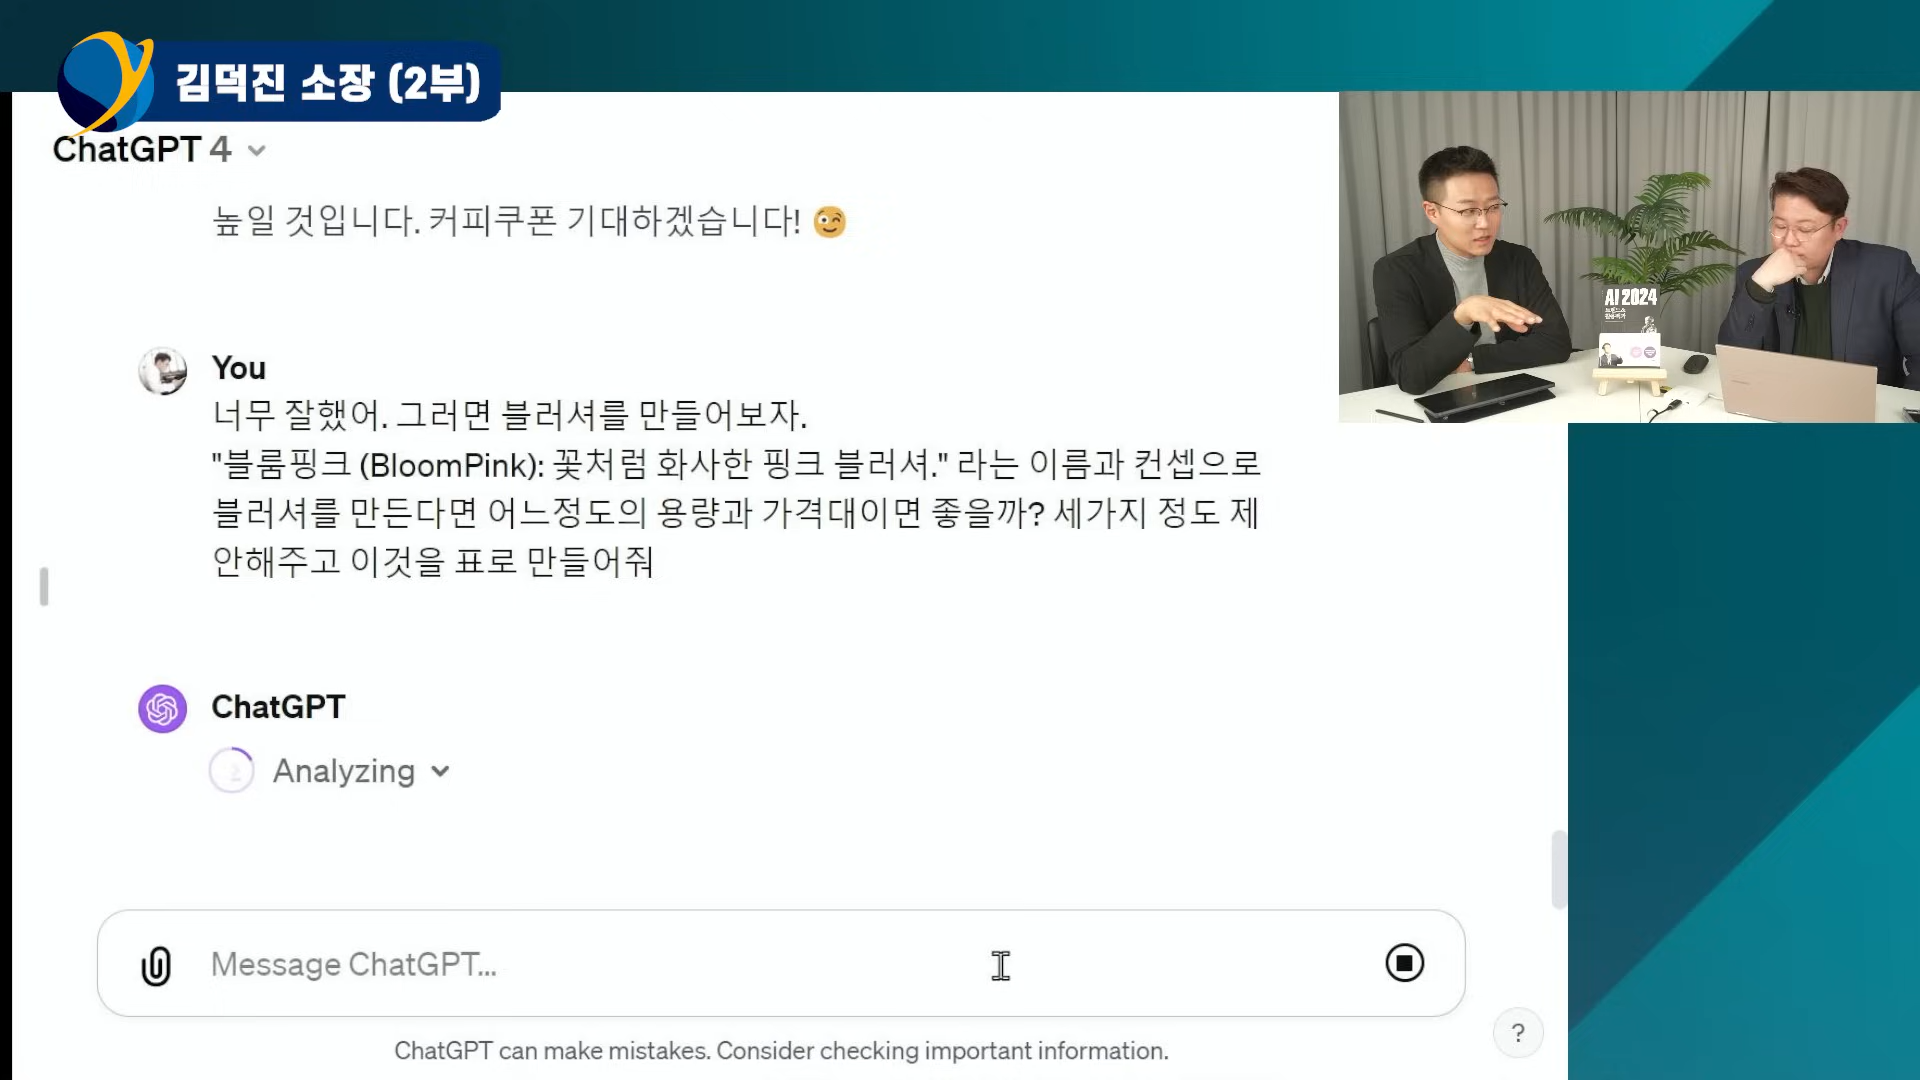 김덕진 소장 (2부)
ChatGPT 4
높일 것입니다. 커피쿠폰 기대하겠습니다! 😉
You
너무 잘했어. 그러면 블러셔를 만들어보자.
"블룸핑크 (BloomPink): 꽃처럼 화사한 핑크 블러셔." 라는 이름과 컨셉으로
블러셔를 만든다면 어느정도의 용량과 가격대이면 좋을까? 세가지 정도 제
안해주고 이것을 표로 만들어줘
ChatGPT
Analyzing
Message ChatGPT...
?
ChatGPT can make mistakes. Consider checking important information.
AI 2024